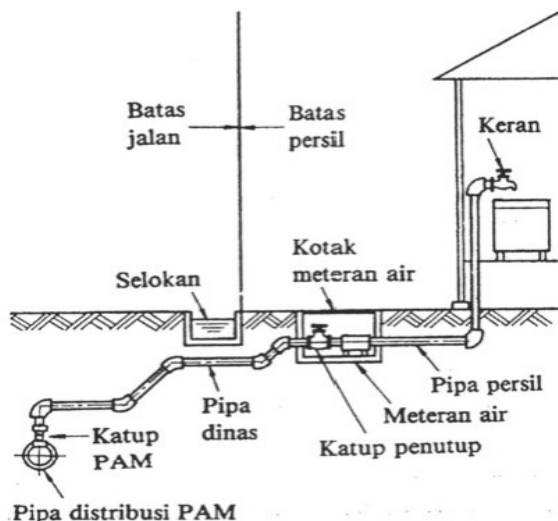 Batas
jalan
Batas
persil
Keran
Kotak
meteran air
Selokan
Pipa persil
Pipa
dinas
Meteran air
Katup
PAM
Katup penutup
Pipa distribusi PAM